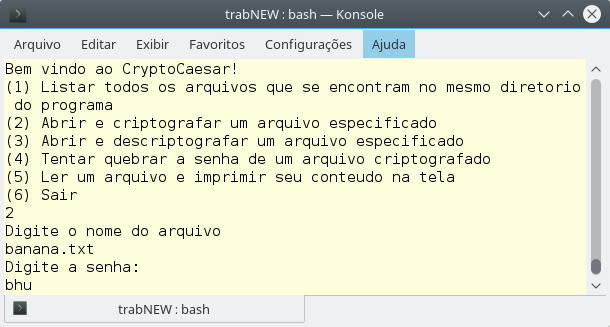 trabNEW : bash — Konsole
Arquivo Editar Exibir Favoritos Configurações Ajuda
Bem vindo ao CryptoCaesar!
(1) Listar todos os arquivos que se encontram no mesmo diretorio
do programa
(2) Abrir e criptografar um arquivo especificado
(3) Abrir e descriptografar um arquivo especificado
(4) Tentar quebrar a senha de um arquivo criptografado
(5) Ler um arquivo e imprimir seu conteudo na tela
(6) Sair
2
Digite o nome do arquivo
banana.txt
Digite a senha:
bhu
trabNEW : bash